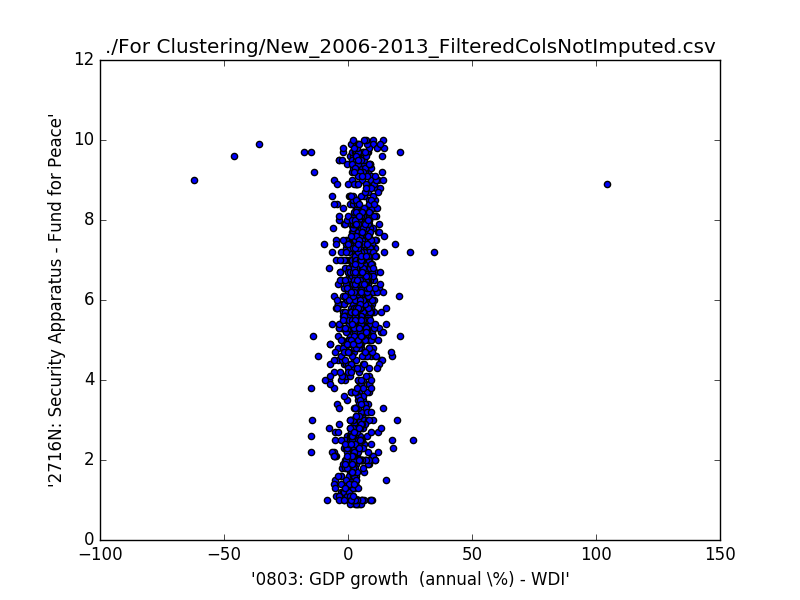 ./For Clustering/New_2006-2013_FilteredColsNotImputed.csv
12
10
8
6
4
2
0
'2716N: Security Apparatus - Fund for Peace'
−100 −50 0 50 100 150
'0803: GDP growth  (annual \%) - WDI'